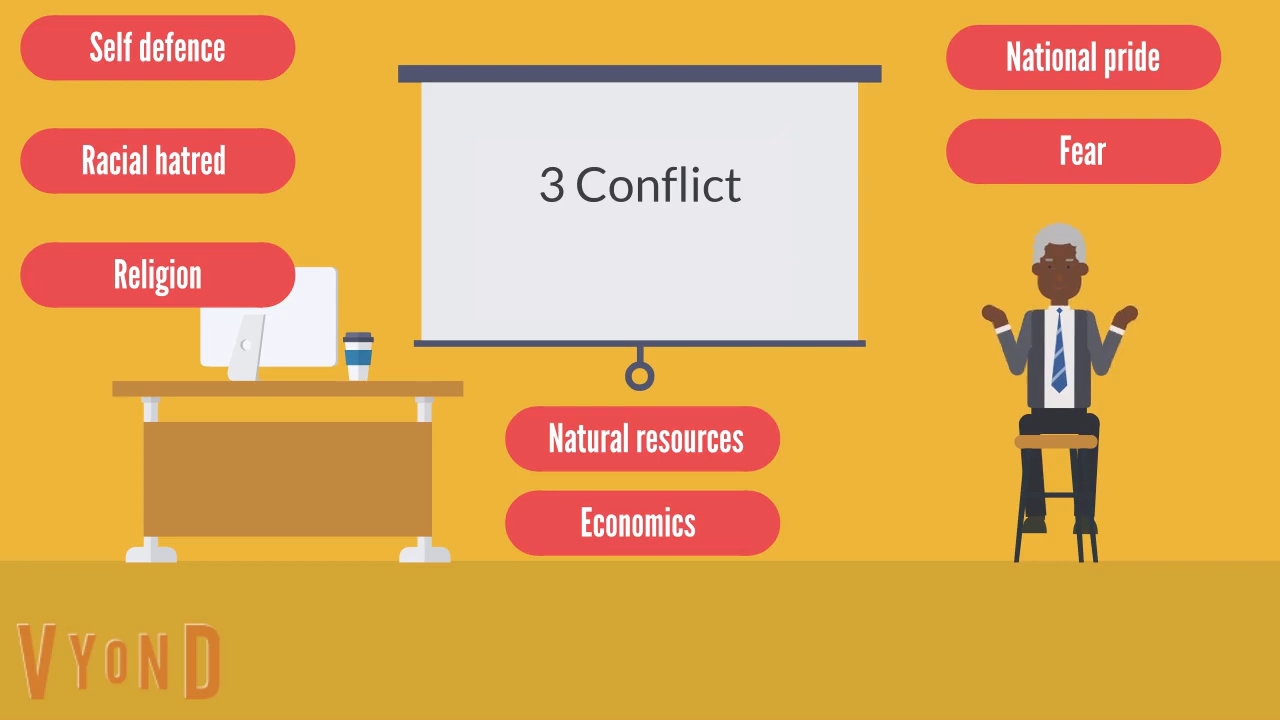 Self defence
Racial hatred
Religion
3 Conflict
Natural resources
Economics
National pride
Fear
VYOND